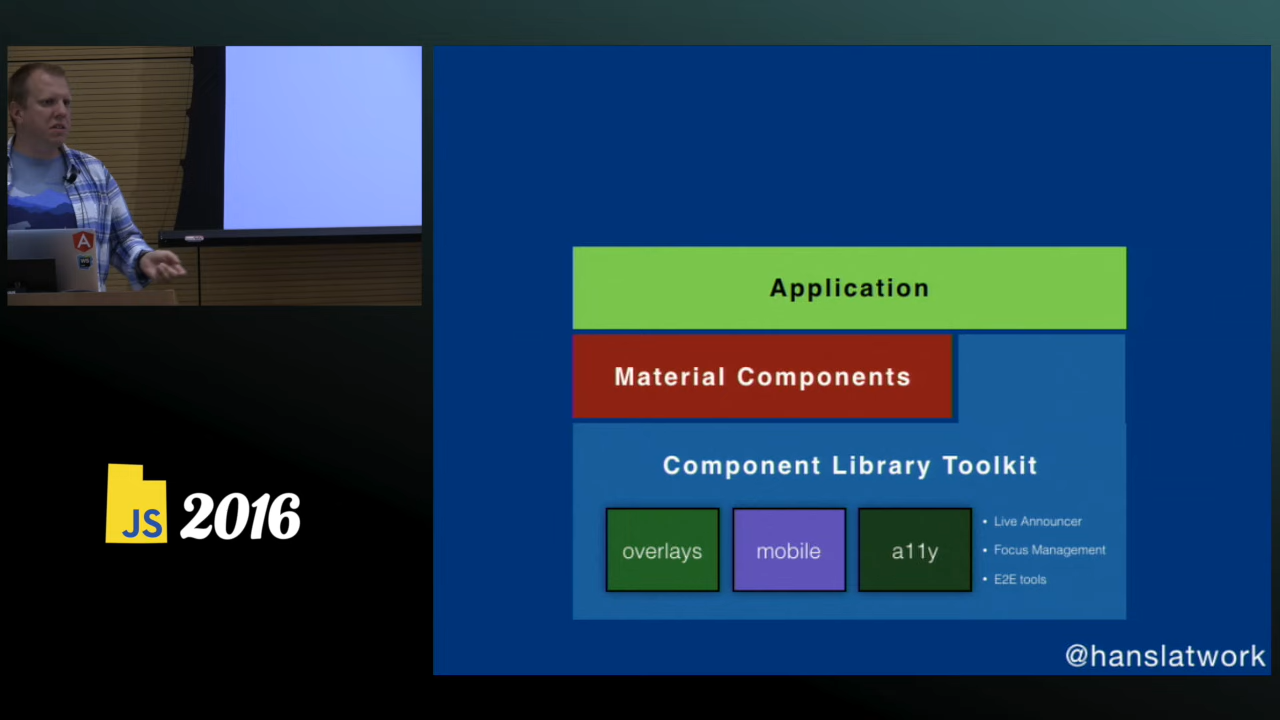 Application
Material Components
Component Library Toolkit
overlays
mobile
a11y
• Live Announcer
• Focus Management
• E2E tools
@hanslatwork
JS 2016